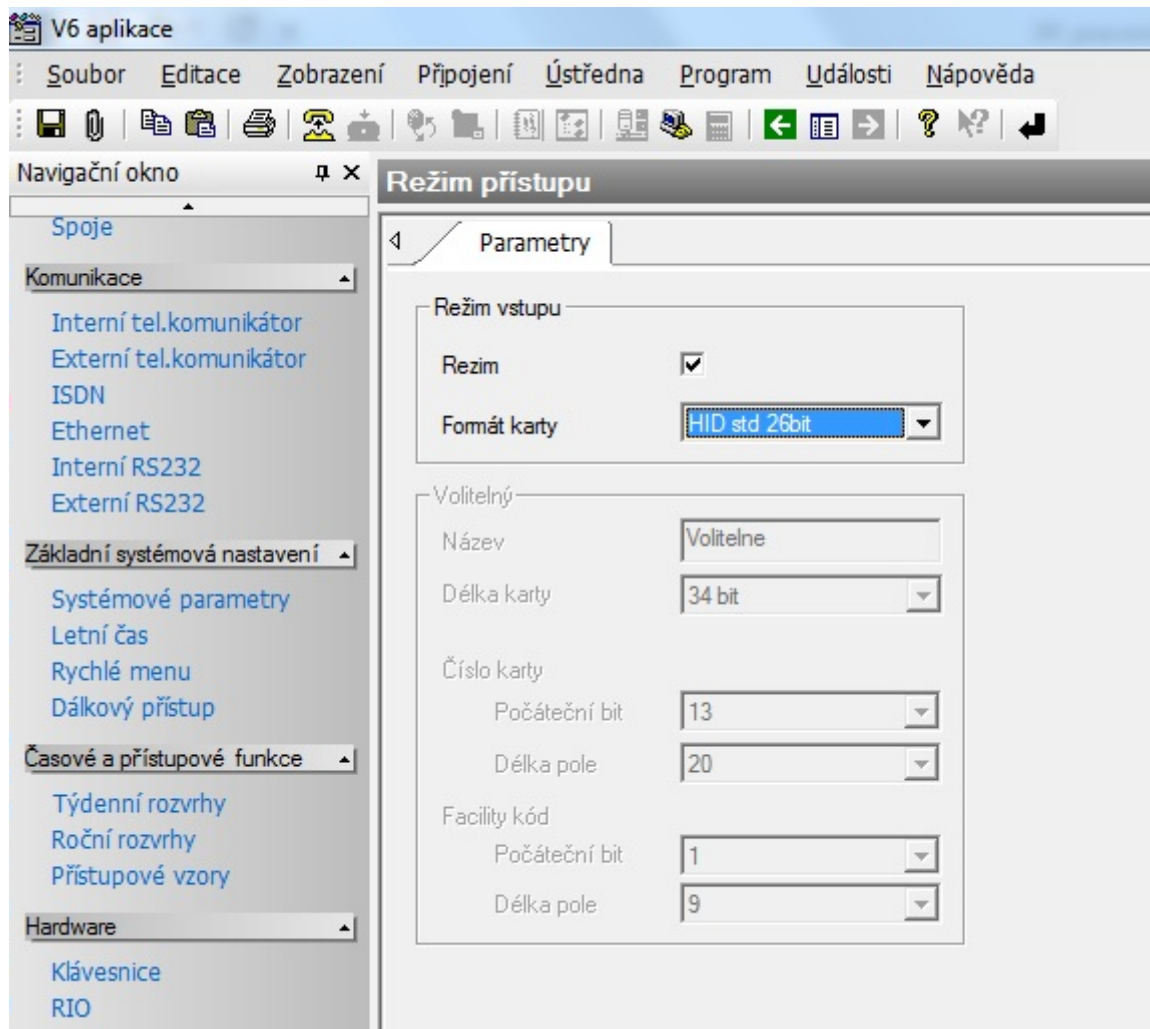 V6 aplikace
Soubor Editace Zobrazení Připojení Ústředna Program Události Nápověda
Navigační okno
Spoje
Komunikace
Interní tel.komunikátor
Externí tel.komunikátor
ISDN
Ethernet
Interní RS232
Externí RS232
Základní systémová nastavení
Systémové parametry
Letní čas
Rychlé menu
Dálkový přístup
Časové a přístupové funkce
Týdenní rozvrhy
Roční rozvrhy
Přístupové vzory
Hardware
Klávesnice
RIO
Režim přístupu
Parametry
Režim vstupu
Rezim
Formát karty HID std 26bit
Volitelný
Název Volitelne
Délka karty 34 bit
Číslo karty
Počáteční bit 13
Délka pole 20
Facility kód
Počáteční bit 1
Délka pole 9